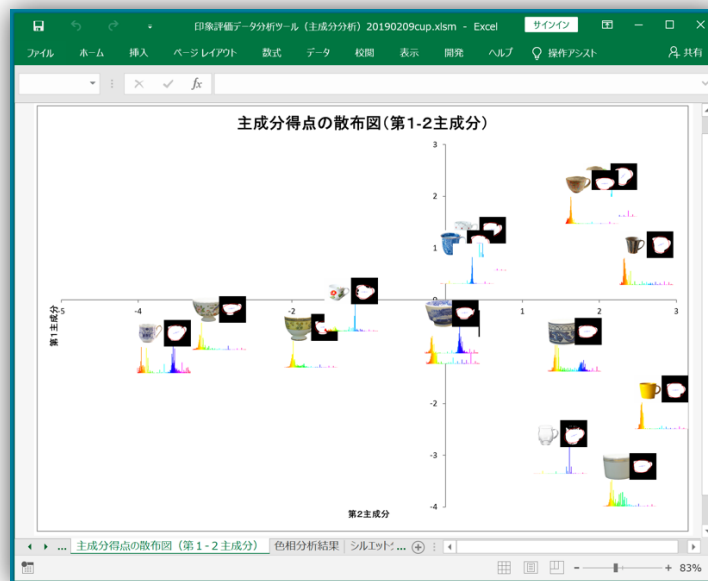 印象評価データ分析ツール（主成分分析）20190209cup.xlsm - Excel
サインイン
ファイル ホーム 挿入 ページ レイアウト 数式 データ 校閲 表示 開発 ヘルプ 操作アシスト 共有
fx
主成分得点の散布図(第1-2主成分)
3
2
1
0
-5 -4 -2 1 2 3
第1主成分
-2
-3
第2主成分
-4
... 主成分得点の散布図（第１-２主成分） 色相分析結果 シルエット ...
83%